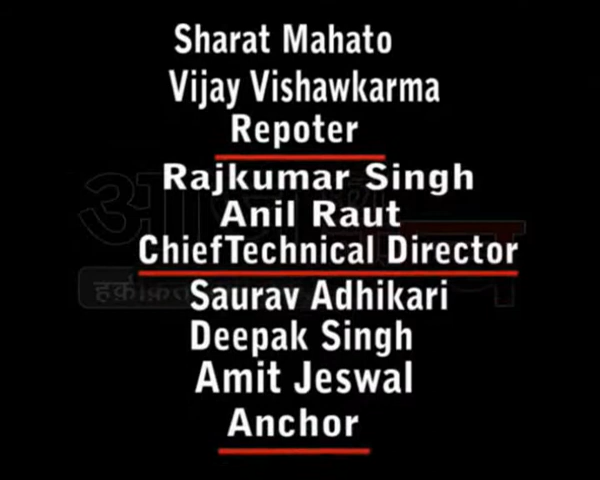 Sharat Mahato
Vijay Vishawkarma
Repoter
Rajkumar Singh
Anil Raut
ChiefTechnical Director
Saurav Adhikari
Deepak Singh
Amit Jeswal
Anchor